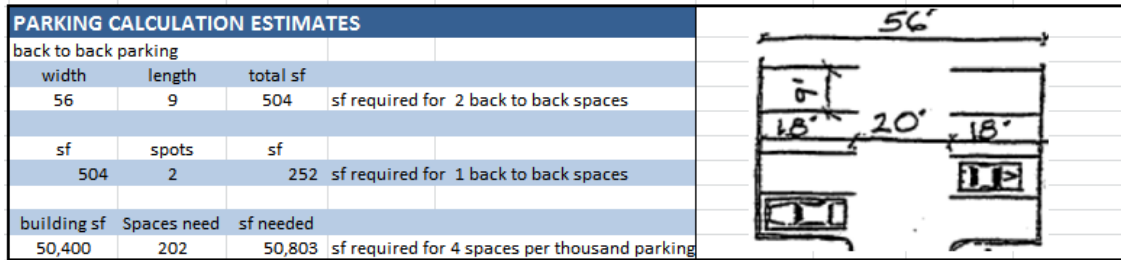 PARKING CALCULATION ESTIMATES
back to back parking
width length total sf
56 9 504 sf required for 2 back to back spaces
sf spots sf
504 2 252 sf required for 1 back to back spaces
building sf Spaces need sf needed
50,400 202 50,803 sf required for 4 spaces per thousand parking
56'
9'
18' 20' 18'